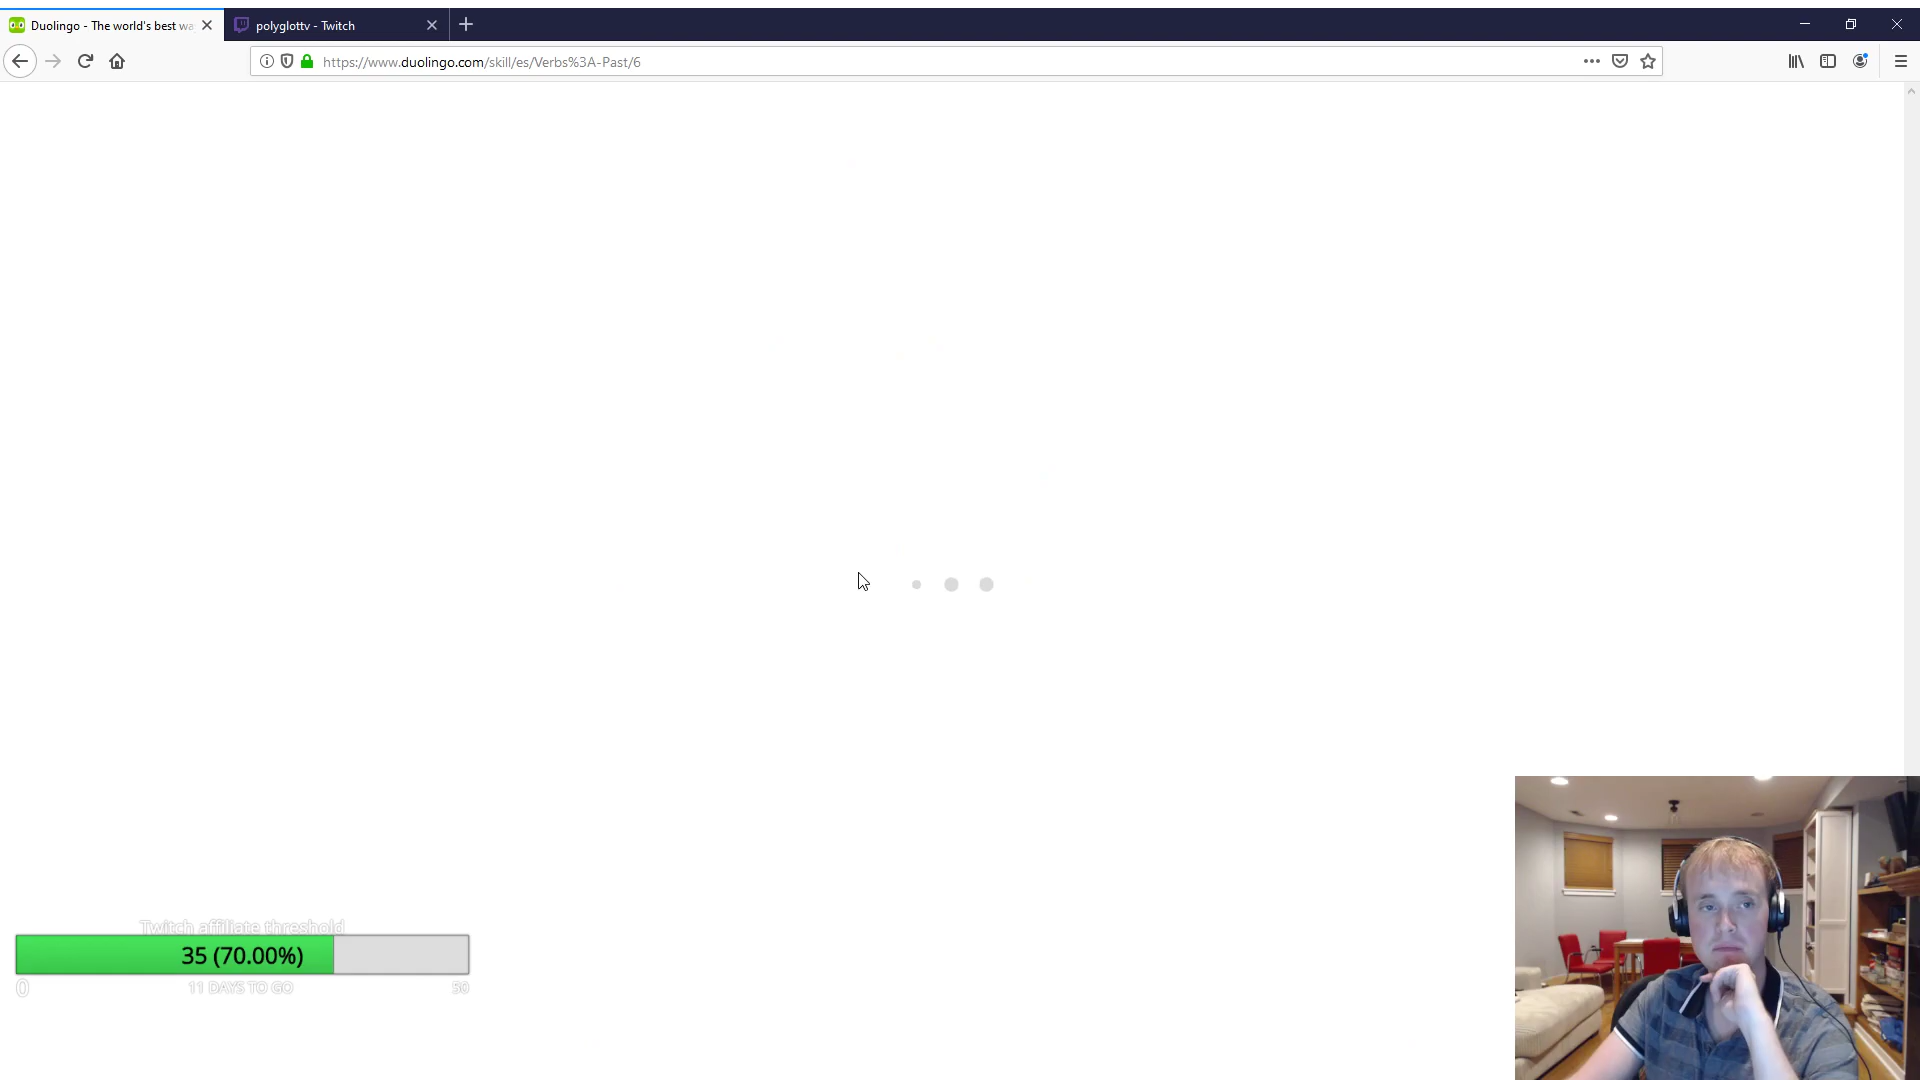 Duolingo - The world's best wa
polyglottv - Twitch
https://www.duolingo.com/skill/es/Verbs%3A-Past/6
Twitch affiliate threshold
35 (70.00%)
0
11 DAYS TO GO
50